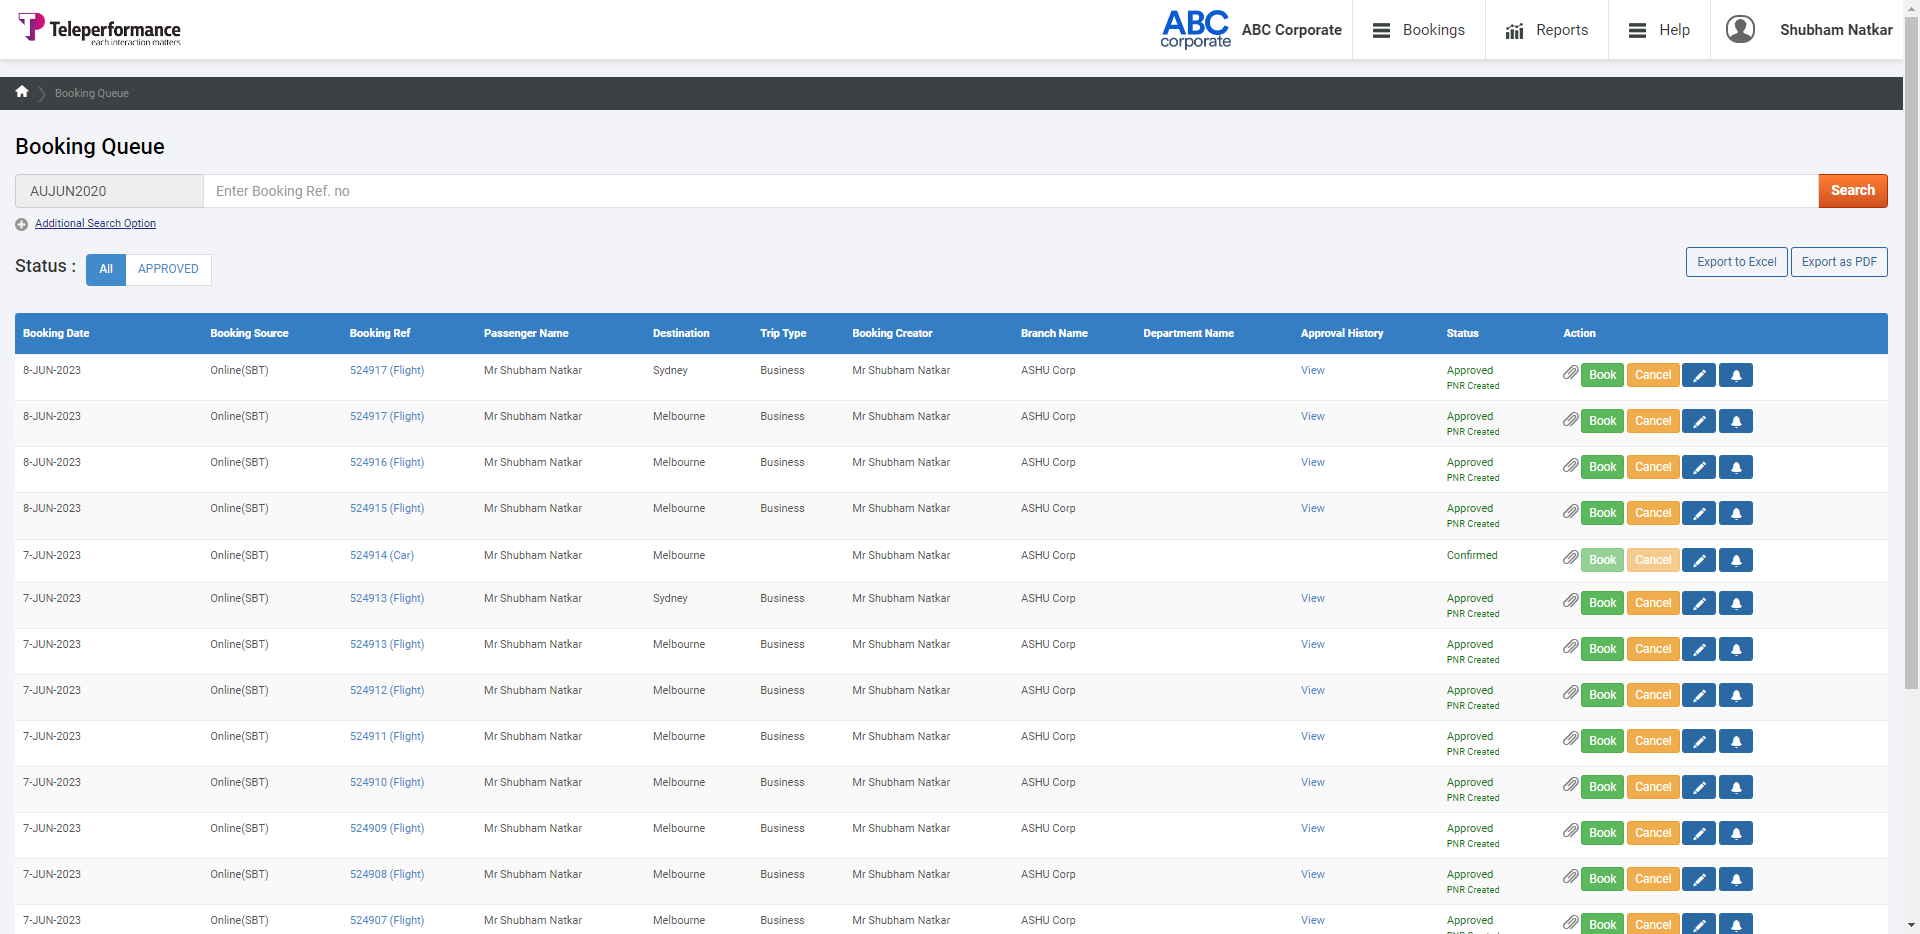 Teleperformance
each interaction matters
ABC
corporate
ABC Corporate
Bookings
Reports
Help
Shubham Natkar
Booking Queue
Booking Queue
AUJUN2020 Enter Booking Ref. no Search
Additional Search Option
Status : All APPROVED Export to Excel Export as PDF
Booking Date Booking Source Booking Ref Passenger Name Destination Trip Type Booking Creator Branch Name Department Name Approval History Status Action
8-JUN-2023 Online(SBT) 524917 (Flight) Mr Shubham Natkar Sydney Business Mr Shubham Natkar ASHU Corp View Approved Book Cancel
PNR Created
8-JUN-2023 Online(SBT) 524917 (Flight) Mr Shubham Natkar Melbourne Business Mr Shubham Natkar ASHU Corp View Approved Book Cancel
PNR Created
8-JUN-2023 Online(SBT) 524916 (Flight) Mr Shubham Natkar Melbourne Business Mr Shubham Natkar ASHU Corp View Approved Book Cancel
PNR Created
8-JUN-2023 Online(SBT) 524915 (Flight) Mr Shubham Natkar Melbourne Business Mr Shubham Natkar ASHU Corp View Approved Book Cancel
PNR Created
7-JUN-2023 Online(SBT) 524914 (Car) Mr Shubham Natkar Melbourne Mr Shubham Natkar ASHU Corp Confirmed Book Cancel
7-JUN-2023 Online(SBT) 524913 (Flight) Mr Shubham Natkar Sydney Business Mr Shubham Natkar ASHU Corp View Approved Book Cancel
PNR Created
7-JUN-2023 Online(SBT) 524913 (Flight) Mr Shubham Natkar Melbourne Business Mr Shubham Natkar ASHU Corp View Approved Book Cancel
PNR Created
7-JUN-2023 Online(SBT) 524912 (Flight) Mr Shubham Natkar Melbourne Business Mr Shubham Natkar ASHU Corp View Approved Book Cancel
PNR Created
7-JUN-2023 Online(SBT) 524911 (Flight) Mr Shubham Natkar Melbourne Business Mr Shubham Natkar ASHU Corp View Approved Book Cancel
PNR Created
7-JUN-2023 Online(SBT) 524910 (Flight) Mr Shubham Natkar Melbourne Business Mr Shubham Natkar ASHU Corp View Approved Book Cancel
PNR Created
7-JUN-2023 Online(SBT) 524909 (Flight) Mr Shubham Natkar Melbourne Business Mr Shubham Natkar ASHU Corp View Approved Book Cancel
PNR Created
7-JUN-2023 Online(SBT) 524908 (Flight) Mr Shubham Natkar Melbourne Business Mr Shubham Natkar ASHU Corp View Approved Book Cancel
PNR Created
7-JUN-2023 Online(SBT) 524907 (Flight) Mr Shubham Natkar Melbourne Business Mr Shubham Natkar ASHU Corp View Approved Book Cancel